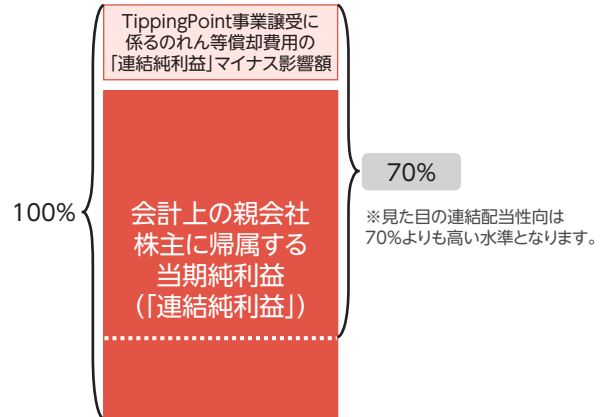 TippingPoint事業譲受に
係るのれん等償却費用の
「連結純利益」マイナス影響額
100%
70%
会計上の親会社
株主に帰属する
当期純利益
(「連結純利益」)
※見た目の連結配当性向は
70%よりも高い水準となります。